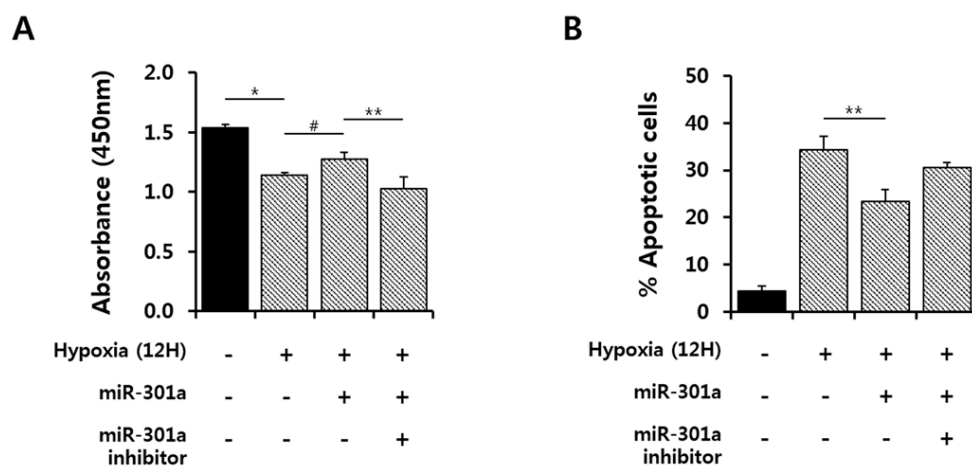 A
Absorbance (450nm)
2.0
1.5
1.0
0.5
0.0
*
#
**
Hypoxia (12H) - + + +
miR-301a - - + +
miR-301a
inhibitor - - - +
B
% Apoptotic cells
50
40
30
20
10
0
**
Hypoxia (12H) - + + +
miR-301a - - + +
miR-301a
inhibitor - - - +